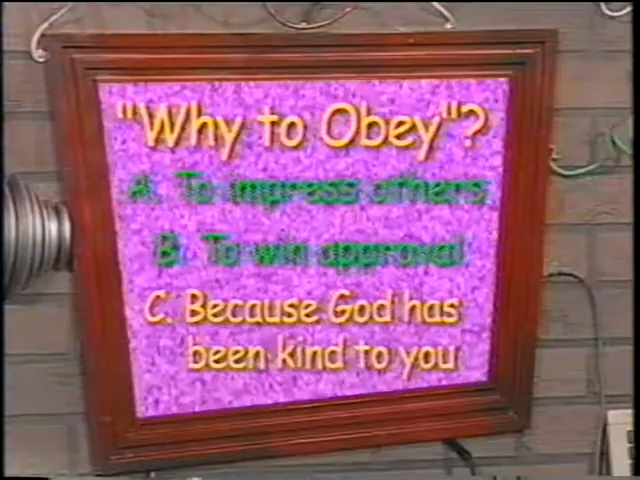 "Why to Obey"?
A. To impress others
B. To win approval
C. Because God has
been kind to you